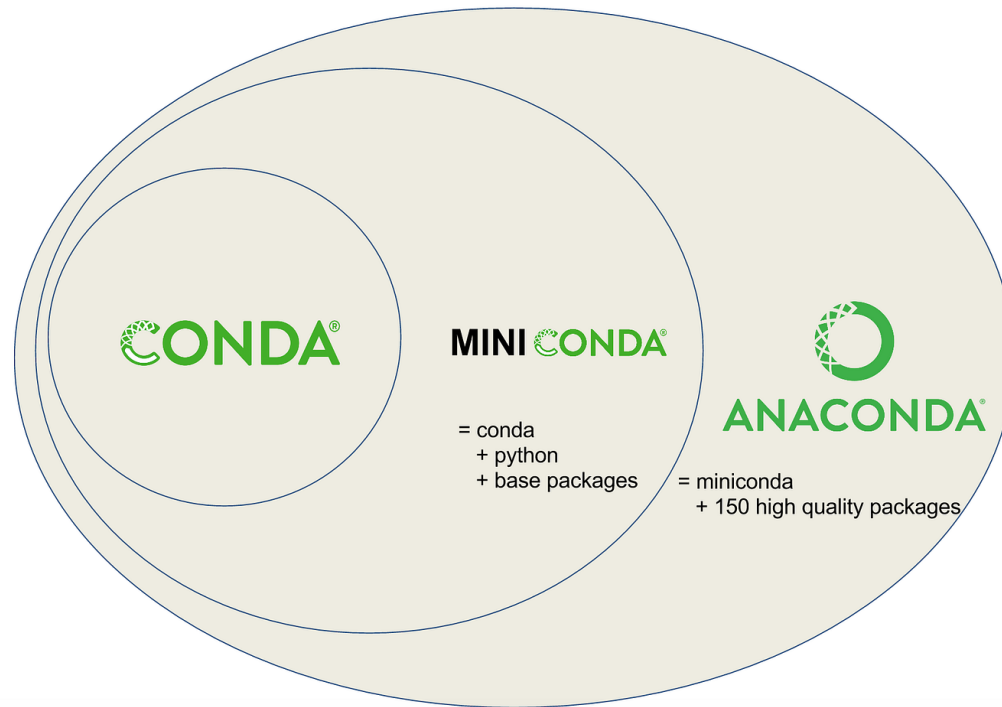 CONDA®
MINI CONDA®
= conda
+ python
+ base packages
ANACONDA®
= miniconda
+ 150 high quality packages